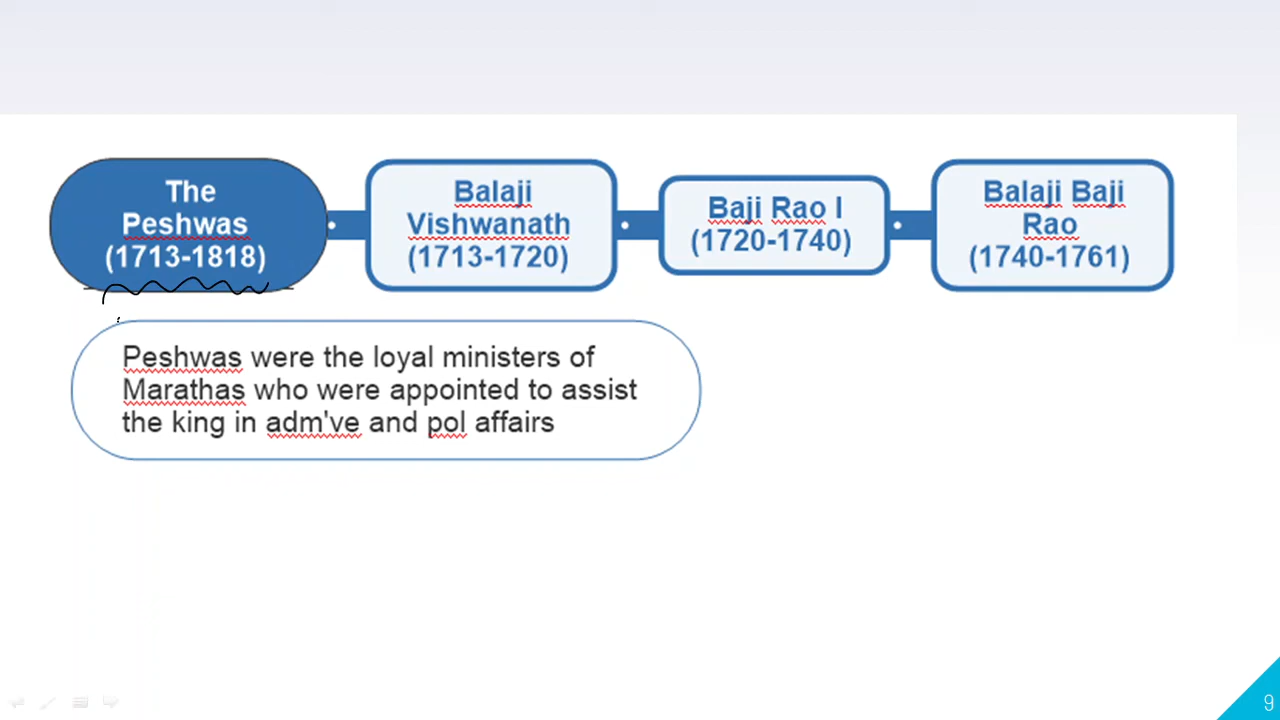 The
Peshwas
(1713-1818)
Balaji
Vishwanath
(1713-1720)
Baji Rao I
(1720-1740)
Balaji Baji
Rao
(1740-1761)
Peshwas were the loyal ministers of
Marathas who were appointed to assist
the king in adm've and pol affairs
9